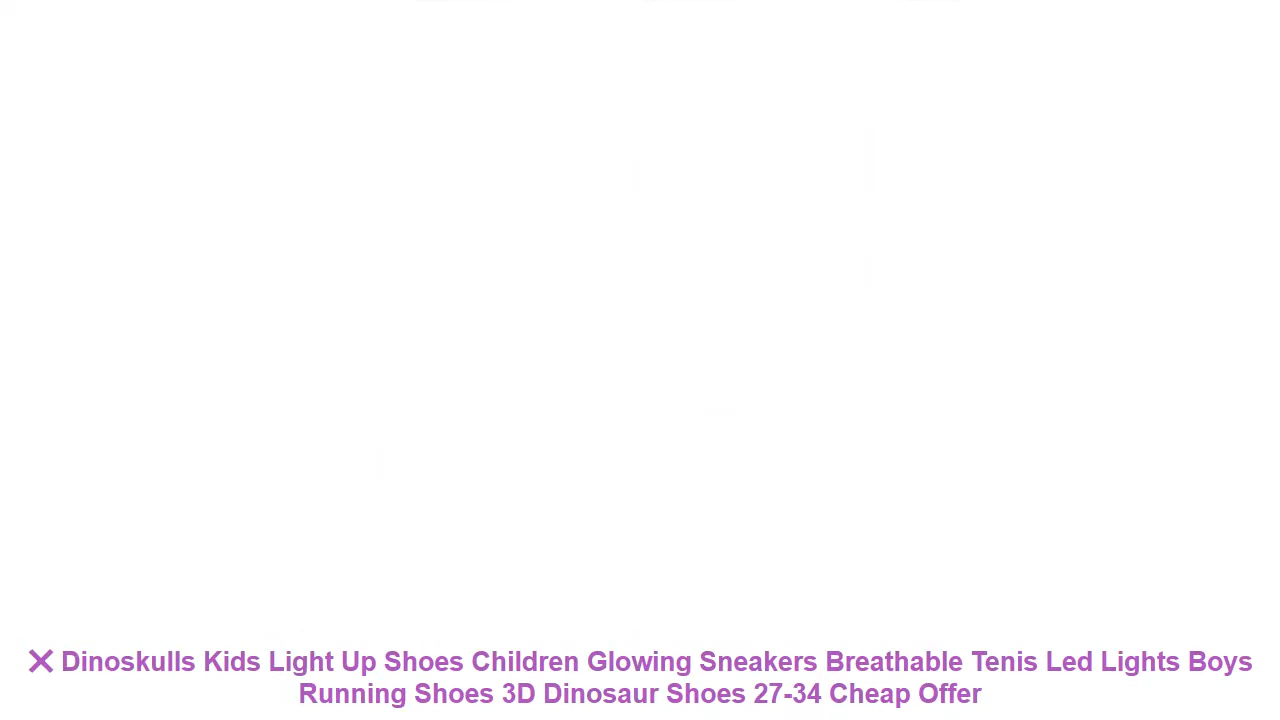 ❌ Dinoskulls Kids Light Up Shoes Children Glowing Sneakers Breathable Tenis Led Lights Boys
Running Shoes 3D Dinosaur Shoes 27-34 Cheap Offer